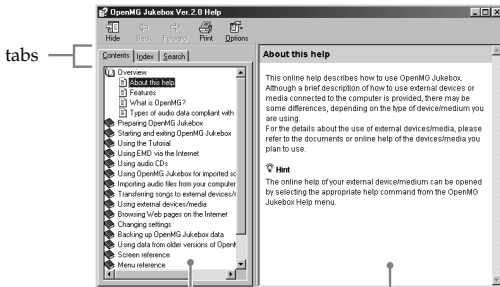 OpenMG Jukebox Ver.2.0 Help
Hide Back Forward Print Options
tabs
Contents Index Search
Overview
About this help
Features
What is OpenMG?
Types of audio data compliant with
Preparing OpenMG Jukebox
Starting and exiting OpenMG Jukebox
Using the Tutorial
Using EMD via the Internet
Using audio CDs
Using OpenMG Jukebox for imported so
Importing audio files from your computer
Transferring songs to external devices/r
Using external devices/media
Browsing Web pages on the Internet
Changing settings
Backing up OpenMG Jukebox data
Using data from older versions of OpenM
Screen reference
Menu reference
About this help
This online help describes how to use OpenMG Jukebox.
Although a brief description of how to use external devices or
media connected to the computer is provided, there may be
some differences, depending on the type of device/medium you
are using.
For the details about the use of external devices/media, please
refer to the documents or online help of the devices/media you
plan to use.
Hint
The online help of your external device/medium can be opened
by selecting the appropriate help command from the OpenMG
Jukebox Help menu.